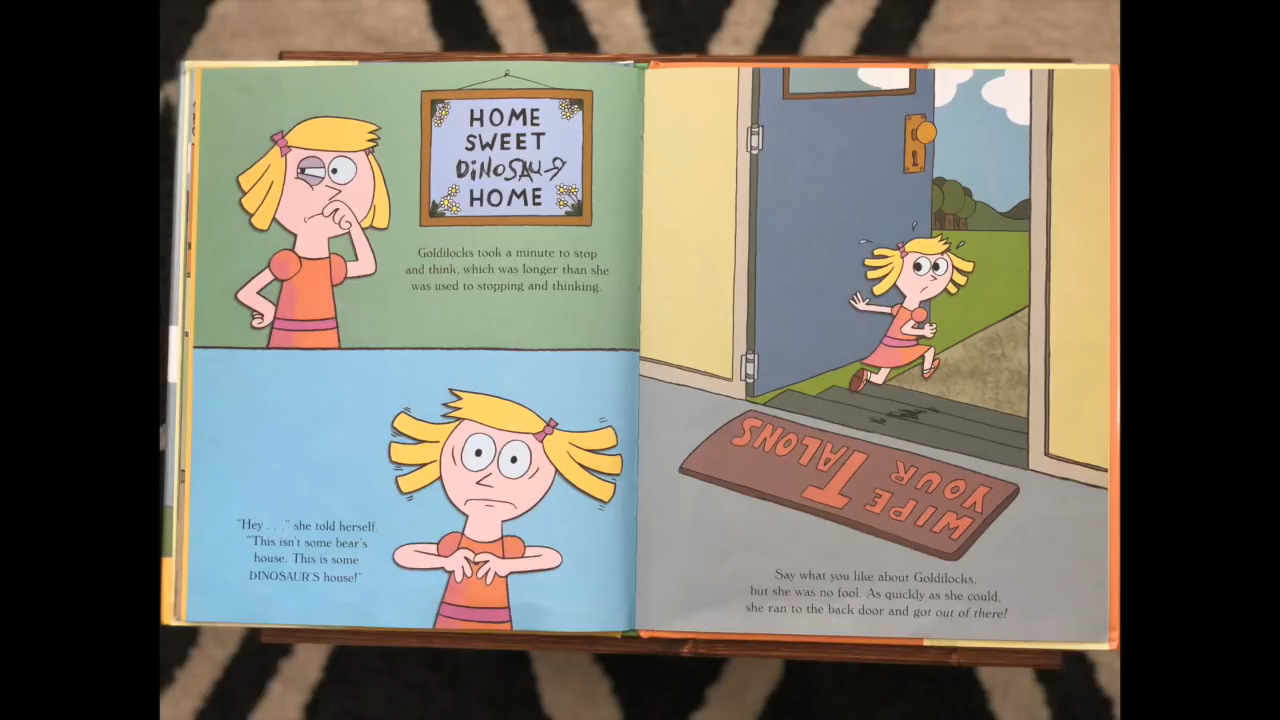 HOME
SWEET
DINOSAUR
HOME
Goldilocks took a minute to stop
and think, which was longer than she
was used to stopping and thinking.
"Hey . . ." she told herself.
"This isn't some bear's
house. This is some
DINOSAUR'S house!"
WIPE
YOUR TALONS
Say what you like about Goldilocks,
but she was no fool. As quickly as she could,
she ran to the back door and got out of there!